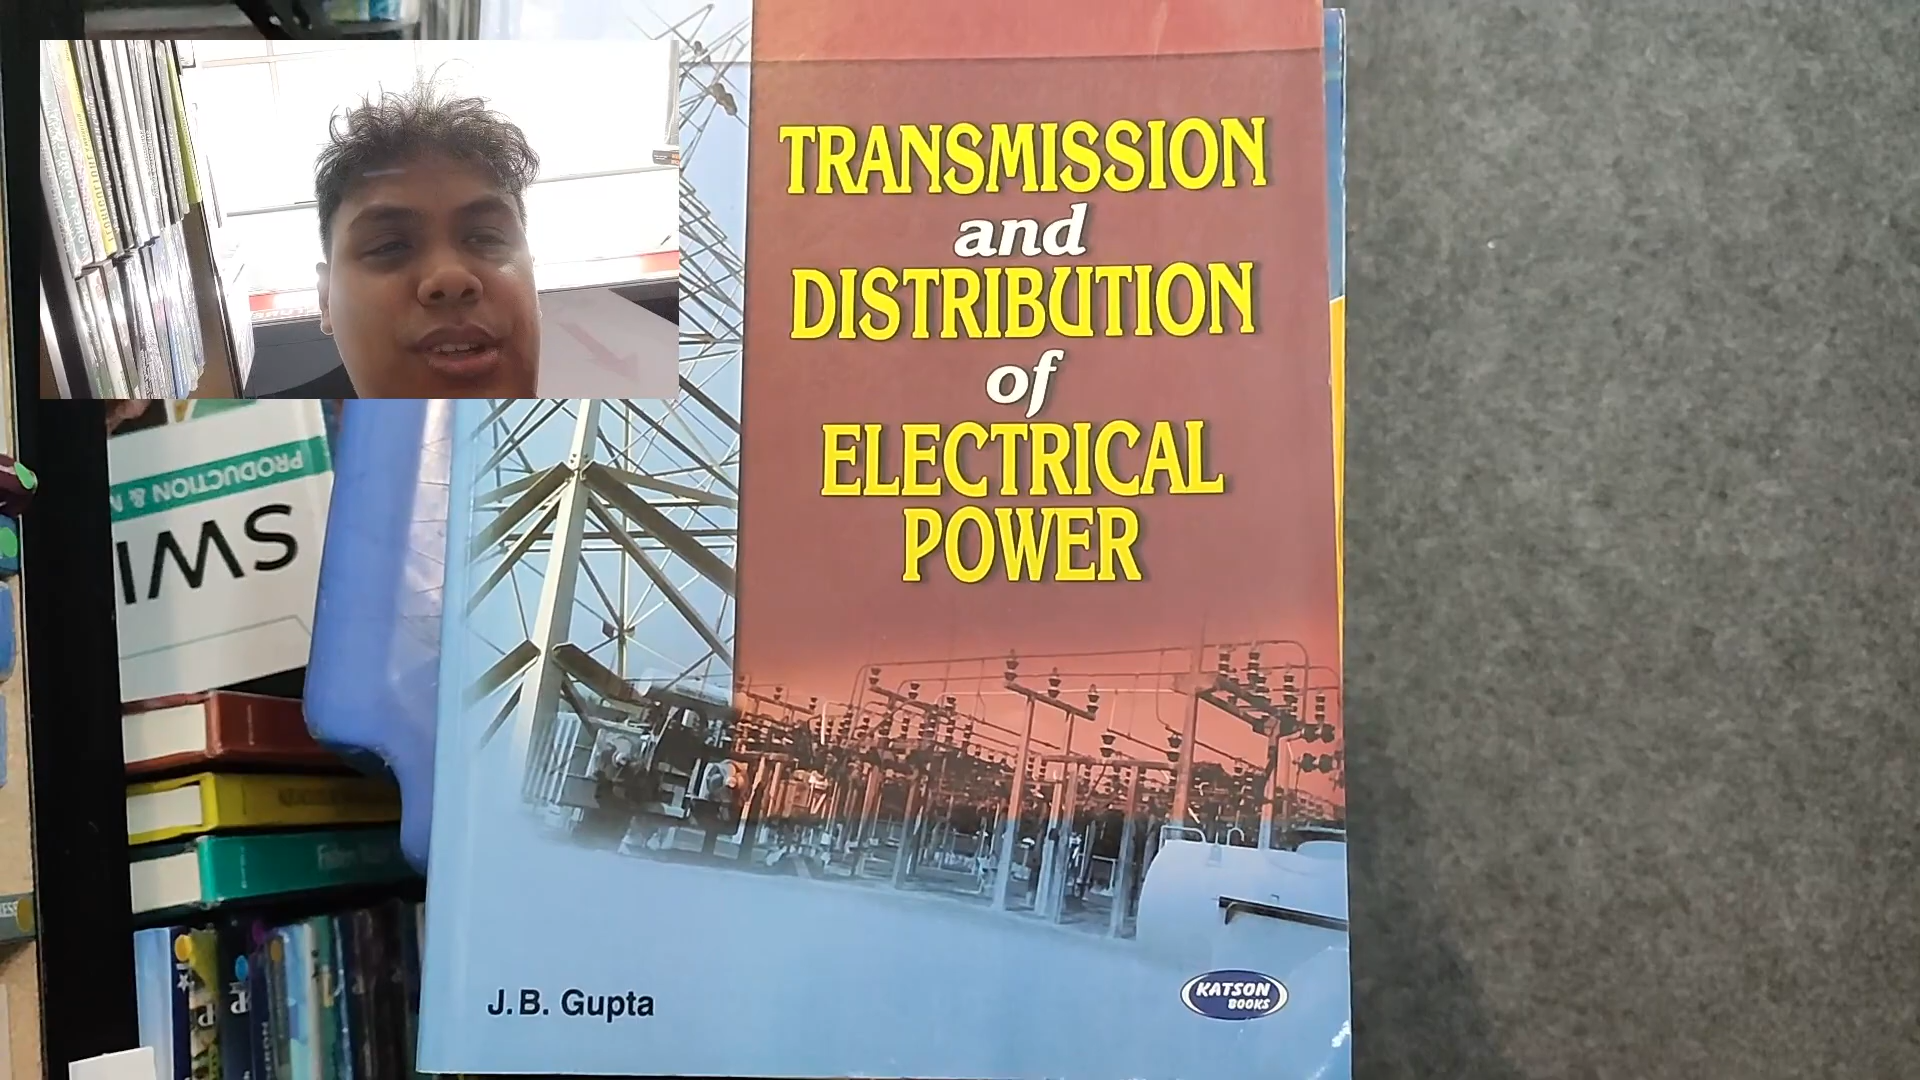 TRANSMISSION
and
DISTRIBUTION
of
ELECTRICAL
POWER
PRODUCTION &
SWI
J.B. Gupta
KATSON
BOOKS